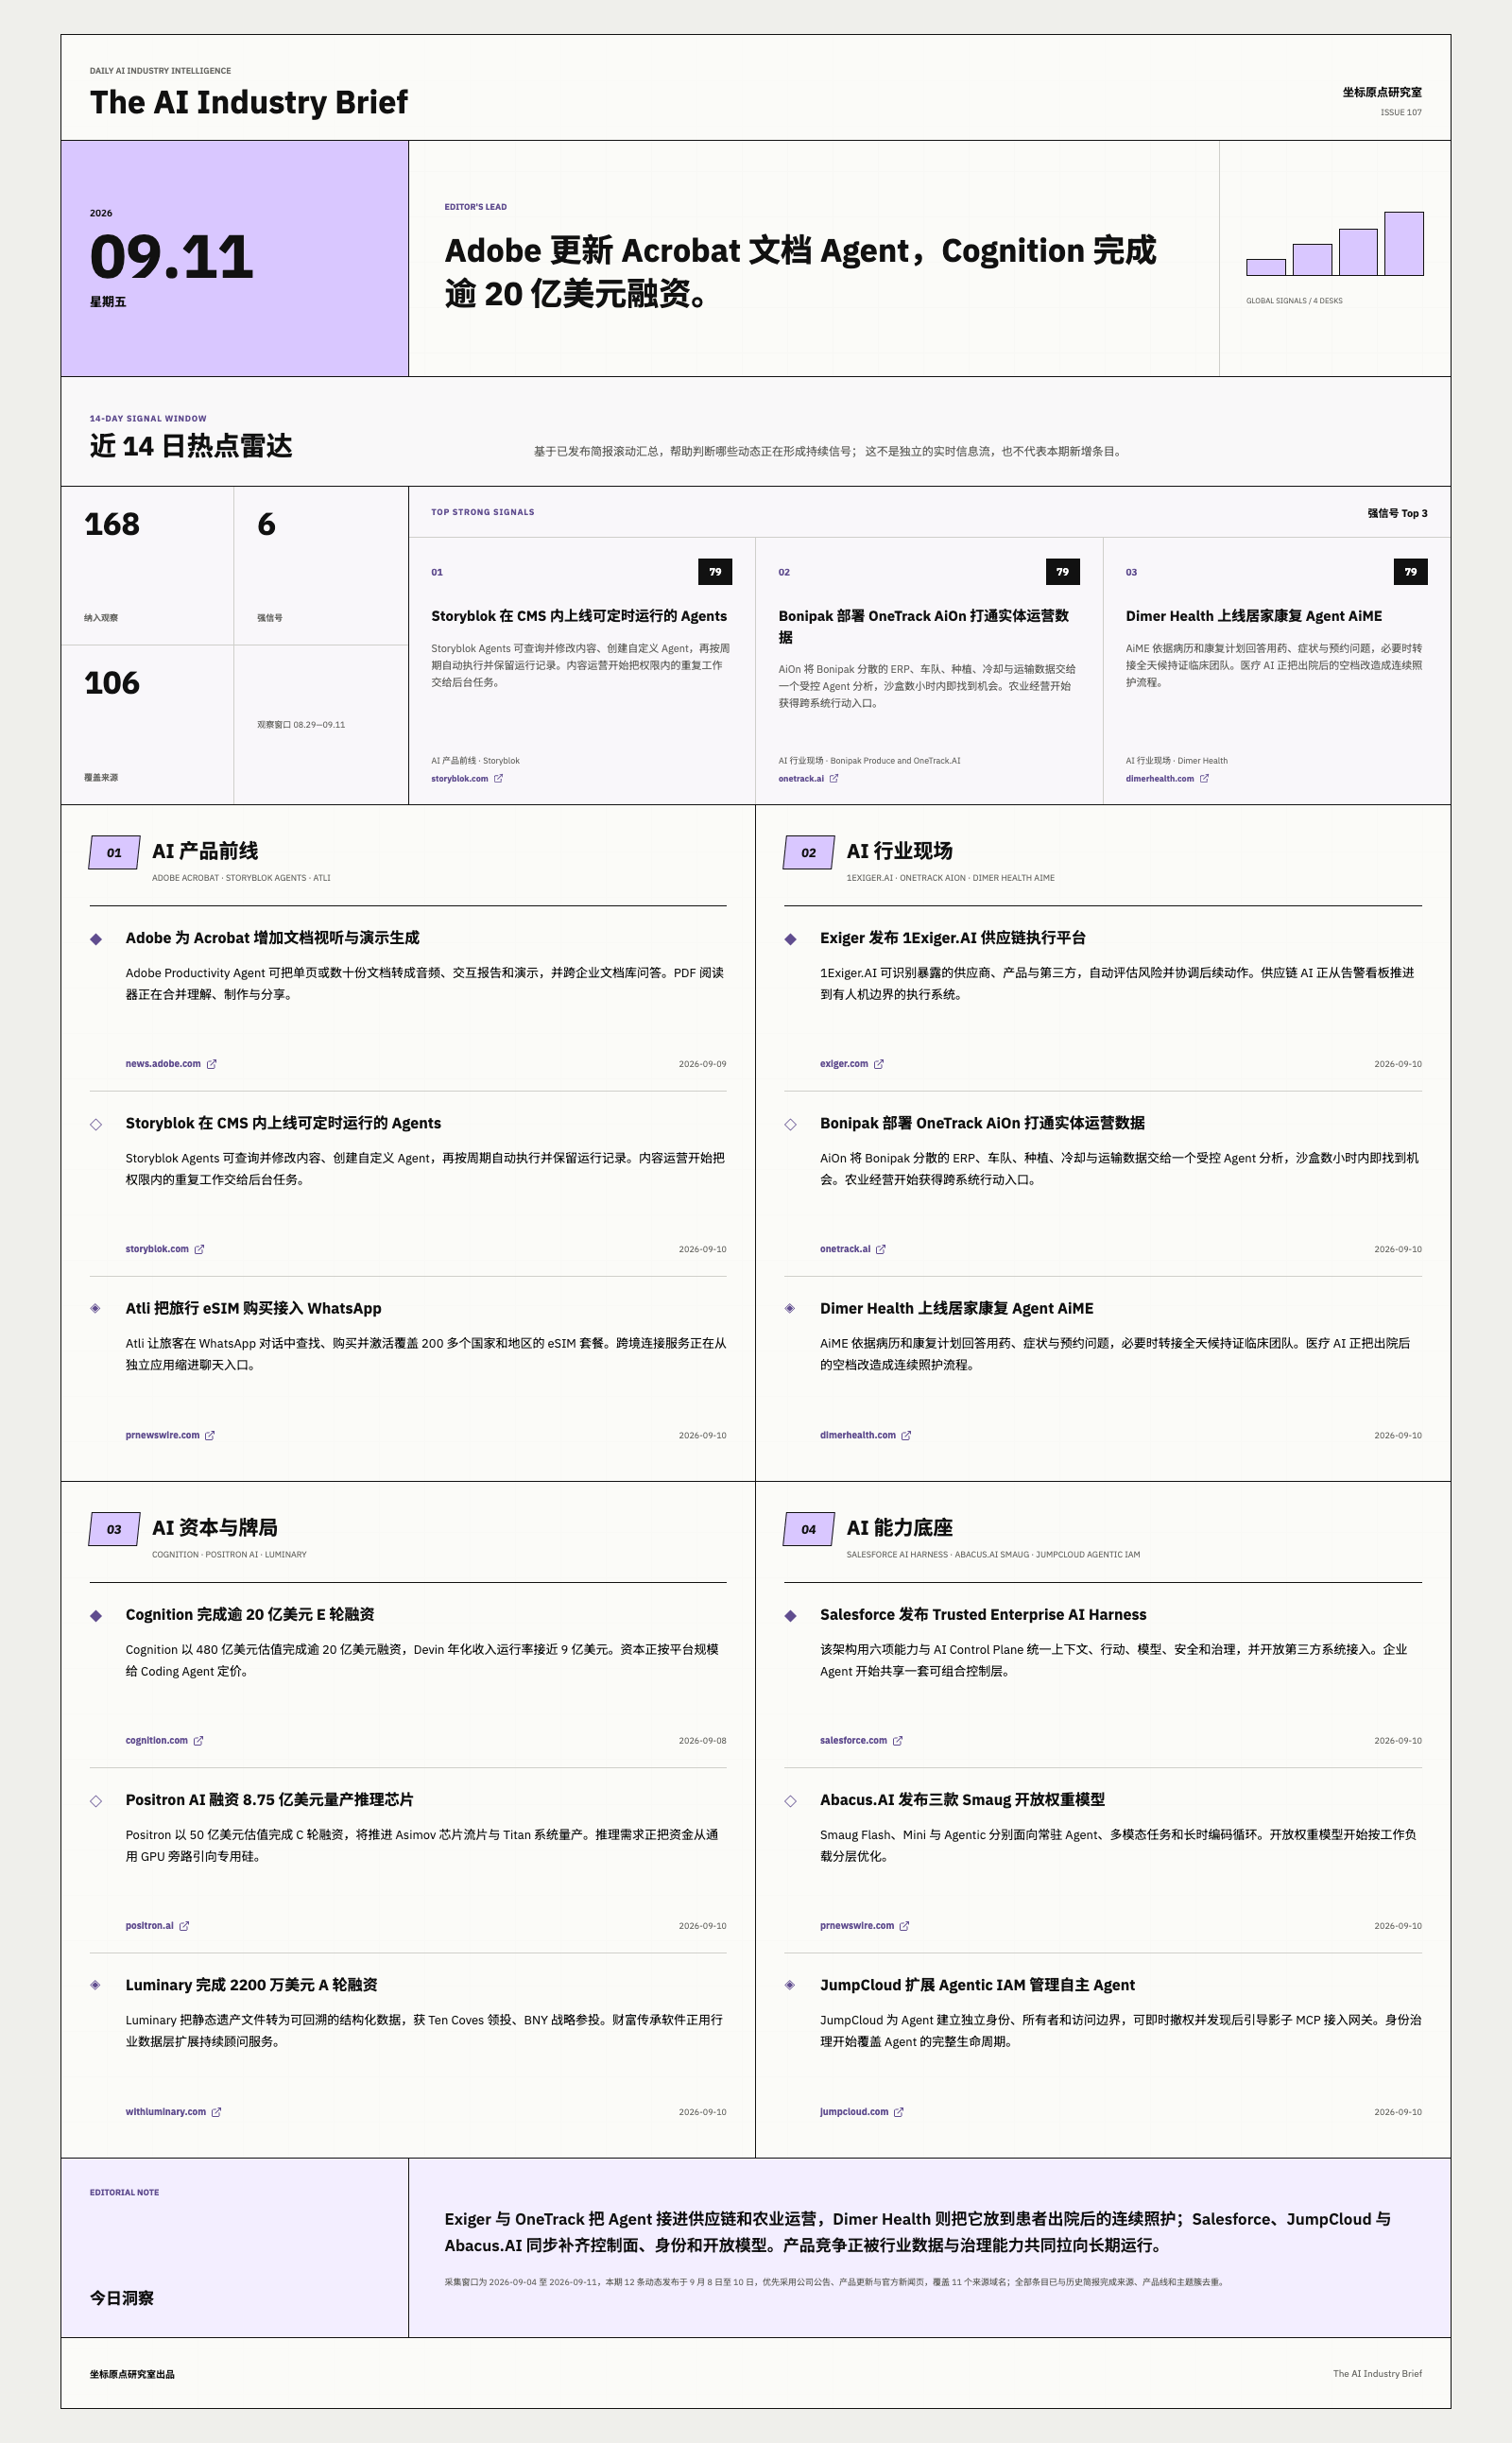 DAILY AI INDUSTRY INTELLIGENCE
The AI Industry Brief
坐标原点研究室
ISSUE 107
2026
09.11
星期五
EDITOR'S LEAD
Adobe 更新 Acrobat 文档 Agent，Cognition 完成
逾 20 亿美元融资。
GLOBAL SIGNALS / 4 DESKS
14-DAY SIGNAL WINDOW
近 14 日热点雷达
基于已发布简报滚动汇总，帮助判断哪些动态正在形成持续信号； 这不是独立的实时信息流，也不代表本期新增条目。
168
纳入观察
6
强信号
106
覆盖来源
观察窗口 08.29—09.11
TOP STRONG SIGNALS
强信号 Top 3
01
79
Storyblok 在 CMS 内上线可定时运行的 Agents
Storyblok Agents 可查询并修改内容、创建自定义 Agent，再按周
期自动执行并保留运行记录。内容运营开始把权限内的重复工作
交给后台任务。
AI 产品前线 · Storyblok
storyblok.com
02
79
Bonipak 部署 OneTrack AiOn 打通实体运营数
据
AiOn 将 Bonipak 分散的 ERP、车队、种植、冷却与运输数据交给
一个受控 Agent 分析，沙盒数小时内即找到机会。农业经营开始
获得跨系统行动入口。
AI 行业现场 · Bonipak Produce and OneTrack.AI
onetrack.ai
03
79
Dimer Health 上线居家康复 Agent AiME
AiME 依据病历和康复计划回答用药、症状与预约问题，必要时转
接全天候持证临床团队。医疗 AI 正把出院后的空档改造成连续照
护流程。
AI 行业现场 · Dimer Health
dimerhealth.com
01
AI 产品前线
ADOBE ACROBAT · STORYBLOK AGENTS · ATLI
Adobe 为 Acrobat 增加文档视听与演示生成
Adobe Productivity Agent 可把单页或数十份文档转成音频、交互报告和演示，并跨企业文档库问答。PDF 阅读
器正在合并理解、制作与分享。
news.adobe.com
2026-09-09
Storyblok 在 CMS 内上线可定时运行的 Agents
Storyblok Agents 可查询并修改内容、创建自定义 Agent，再按周期自动执行并保留运行记录。内容运营开始把
权限内的重复工作交给后台任务。
storyblok.com
2026-09-10
Atli 把旅行 eSIM 购买接入 WhatsApp
Atli 让旅客在 WhatsApp 对话中查找、购买并激活覆盖 200 多个国家和地区的 eSIM 套餐。跨境连接服务正在从
独立应用缩进聊天入口。
prnewswire.com
2026-09-10
02
AI 行业现场
1EXIGER.AI · ONETRACK AION · DIMER HEALTH AIME
Exiger 发布 1Exiger.AI 供应链执行平台
1Exiger.AI 可识别暴露的供应商、产品与第三方，自动评估风险并协调后续动作。供应链 AI 正从告警看板推进
到有人机边界的执行系统。
exiger.com
2026-09-10
Bonipak 部署 OneTrack AiOn 打通实体运营数据
AiOn 将 Bonipak 分散的 ERP、车队、种植、冷却与运输数据交给一个受控 Agent 分析，沙盒数小时内即找到机
会。农业经营开始获得跨系统行动入口。
onetrack.ai
2026-09-10
Dimer Health 上线居家康复 Agent AiME
AiME 依据病历和康复计划回答用药、症状与预约问题，必要时转接全天候持证临床团队。医疗 AI 正把出院后
的空档改造成连续照护流程。
dimerhealth.com
2026-09-10
03
AI 资本与牌局
COGNITION · POSITRON AI · LUMINARY
Cognition 完成逾 20 亿美元 E 轮融资
Cognition 以 480 亿美元估值完成逾 20 亿美元融资，Devin 年化收入运行率接近 9 亿美元。资本正按平台规模
给 Coding Agent 定价。
cognition.com
2026-09-08
Positron AI 融资 8.75 亿美元量产推理芯片
Positron 以 50 亿美元估值完成 C 轮融资，将推进 Asimov 芯片流片与 Titan 系统量产。推理需求正把资金从通
用 GPU 旁路引向专用硅。
positron.ai
2026-09-10
Luminary 完成 2200 万美元 A 轮融资
Luminary 把静态遗产文件转为可回溯的结构化数据，获 Ten Coves 领投、BNY 战略参投。财富传承软件正用行
业数据层扩展持续顾问服务。
withluminary.com
2026-09-10
04
AI 能力底座
SALESFORCE AI HARNESS · ABACUS.AI SMAUG · JUMPCLOUD AGENTIC IAM
Salesforce 发布 Trusted Enterprise AI Harness
该架构用六项能力与 AI Control Plane 统一上下文、行动、模型、安全和治理，并开放第三方系统接入。企业
Agent 开始共享一套可组合控制层。
salesforce.com
2026-09-10
Abacus.AI 发布三款 Smaug 开放权重模型
Smaug Flash、Mini 与 Agentic 分别面向常驻 Agent、多模态任务和长时编码循环。开放权重模型开始按工作负
载分层优化。
prnewswire.com
2026-09-10
JumpCloud 扩展 Agentic IAM 管理自主 Agent
JumpCloud 为 Agent 建立独立身份、所有者和访问边界，可即时撤权并发现后引导影子 MCP 接入网关。身份治
理开始覆盖 Agent 的完整生命周期。
jumpcloud.com
2026-09-10
EDITORIAL NOTE
今日洞察
Exiger 与 OneTrack 把 Agent 接进供应链和农业运营，Dimer Health 则把它放到患者出院后的连续照护；Salesforce、JumpCloud 与
Abacus.AI 同步补齐控制面、身份和开放模型。产品竞争正被行业数据与治理能力共同拉向长期运行。
采集窗口为 2026-09-04 至 2026-09-11，本期 12 条动态发布于 9 月 8 日至 10 日，优先采用公司公告、产品更新与官方新闻页，覆盖 11 个来源域名；全部条目已与历史简报完成来源、产品线和主题簇去重。
坐标原点研究室出品
The AI Industry Brief